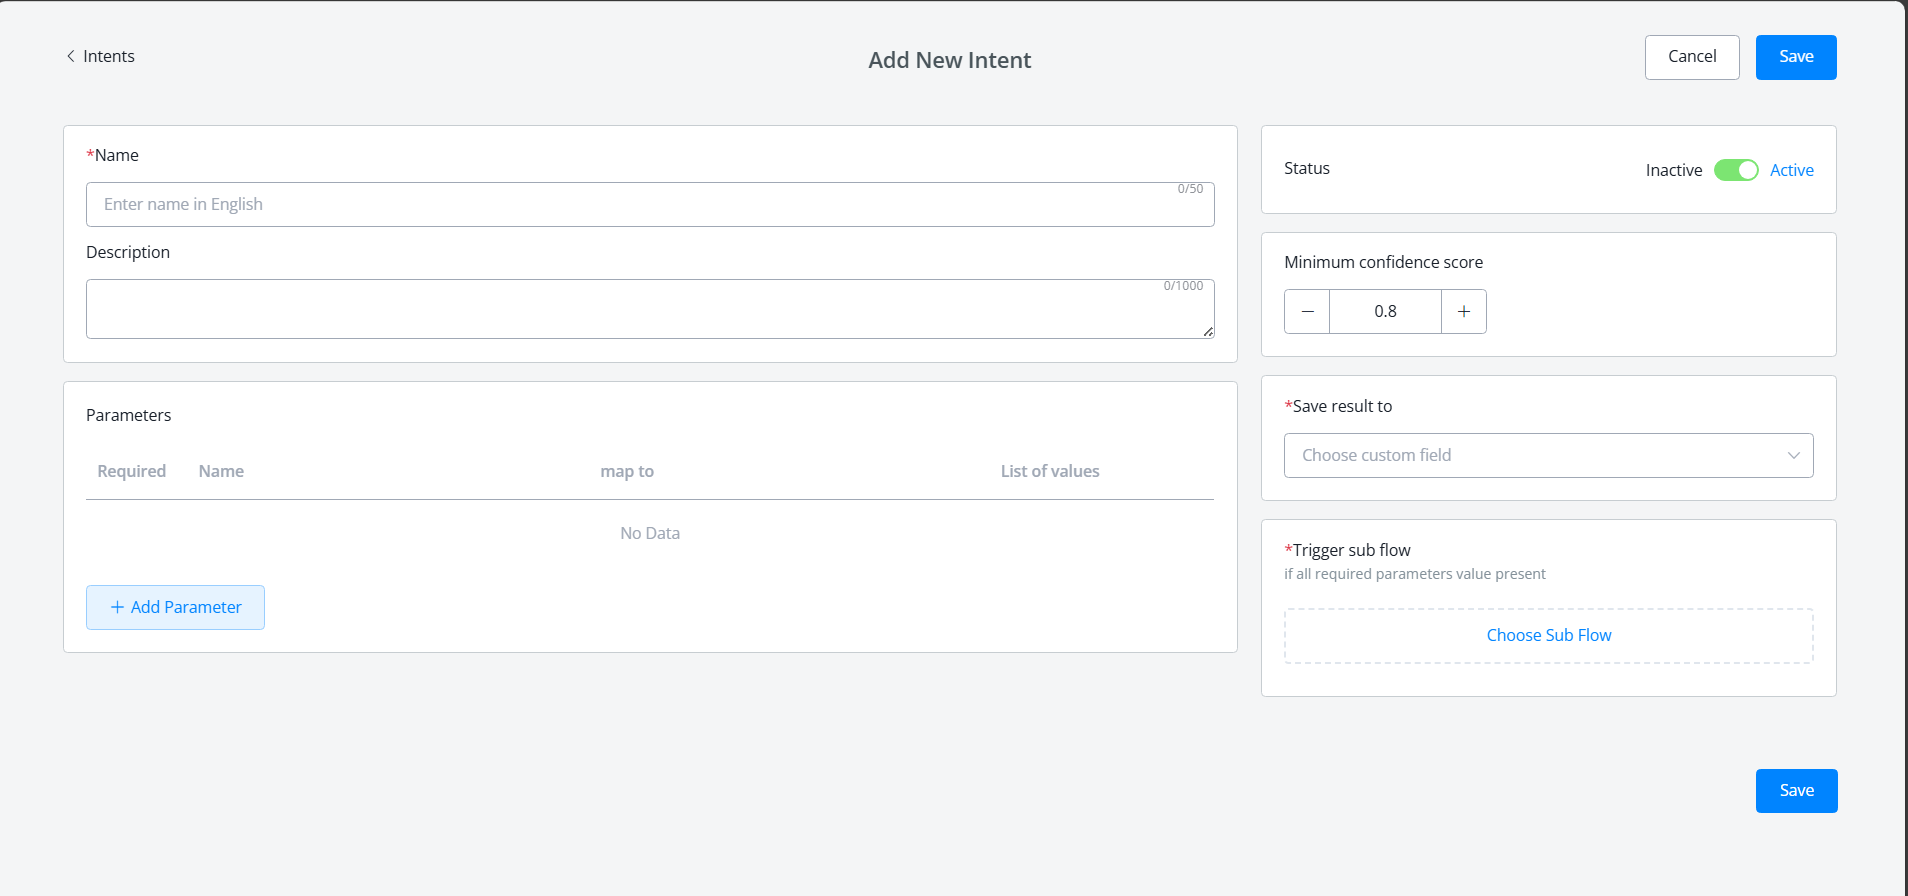 Intents
Add New Intent
Cancel
Save
*Name
0/50
Enter name in English
Description
0/1000
Parameters
Required Name map to List of values
No Data
+ Add Parameter
Status
Inactive Active
Minimum confidence score
− 0.8 +
*Save result to
Choose custom field
*Trigger sub flow
if all required parameters value present
Choose Sub Flow
Save